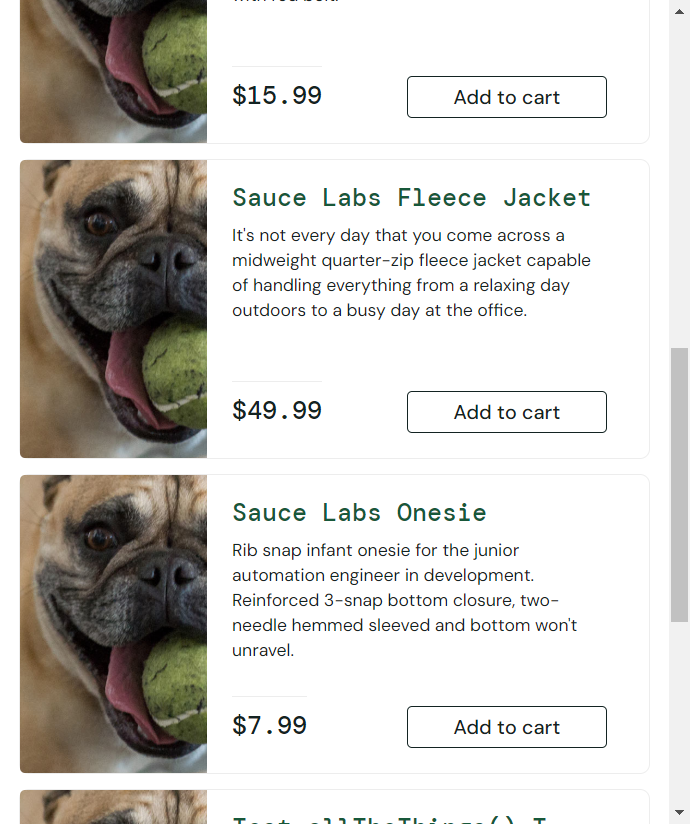 $15.99
Add to cart
Sauce Labs Fleece Jacket
It's not every day that you come across a
midweight quarter-zip fleece jacket capable
of handling everything from a relaxing day
outdoors to a busy day at the office.
$49.99
Add to cart
Sauce Labs Onesie
Rib snap infant onesie for the junior
automation engineer in development.
Reinforced 3-snap bottom closure, two-
needle hemmed sleeved and bottom won't
unravel.
$7.99
Add to cart